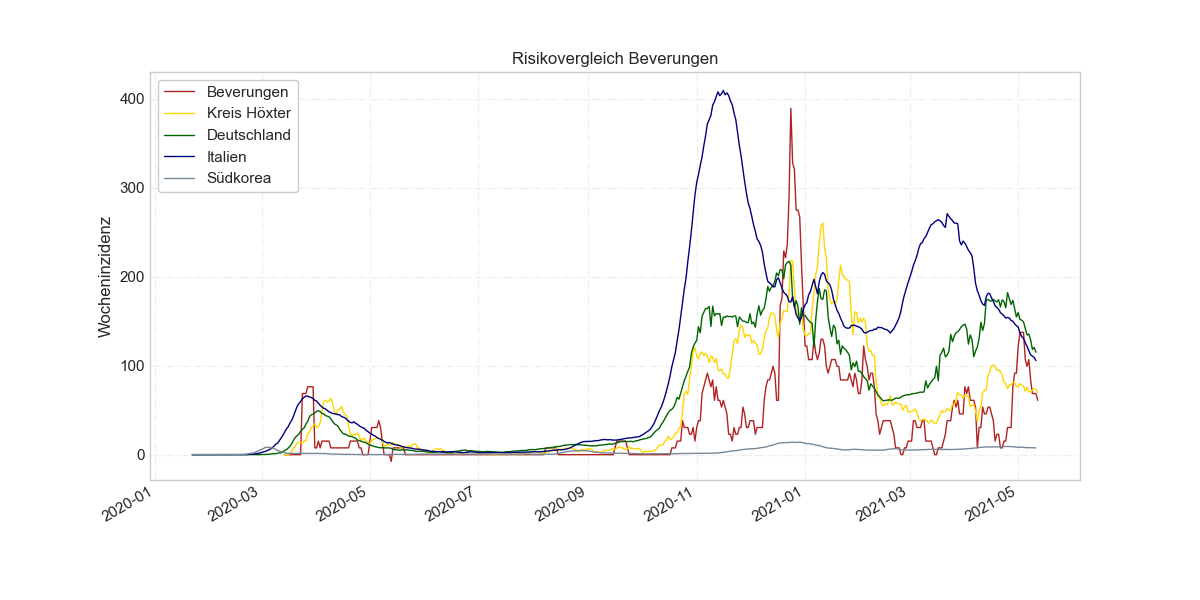 Risikovergleich Beverungen
Beverungen
Kreis Höxter
Deutschland
Italien
Südkorea
Wocheninzidenz
400
300
200
100
0
2020-01
2020-03
2020-05
2020-07
2020-09
2020-11
2021-01
2021-03
2021-05